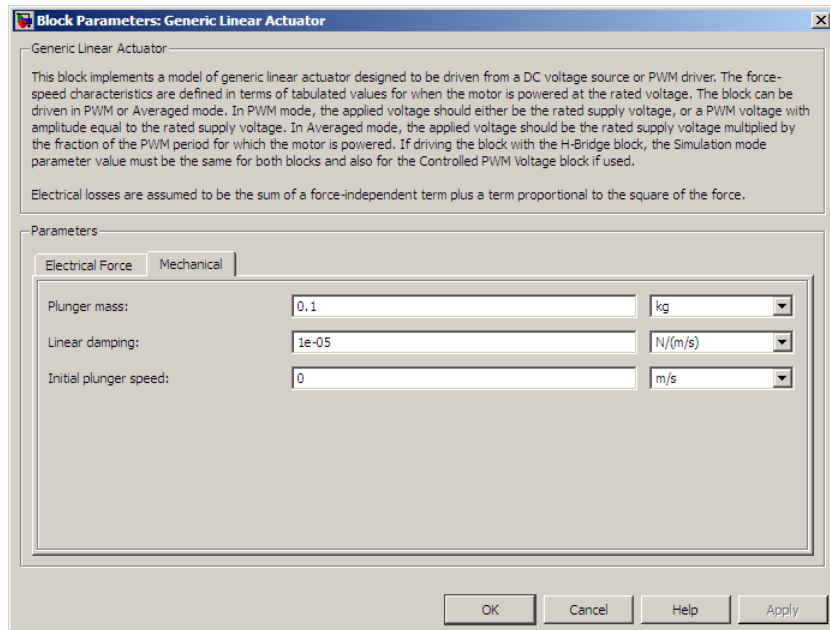 Block Parameters: Generic Linear Actuator
Generic Linear Actuator
This block implements a model of generic linear actuator designed to be driven from a DC voltage source or PWM driver. The force-
speed characteristics are defined in terms of tabulated values for when the motor is powered at the rated voltage. The block can be
driven in PWM or Averaged mode. In PWM mode, the applied voltage should either be the rated supply voltage, or a PWM voltage with
amplitude equal to the rated supply voltage. In Averaged mode, the applied voltage should be the rated supply voltage multiplied by
the fraction of the PWM period for which the motor is powered. If driving the block with the H-Bridge block, the Simulation mode
parameter value must be the same for both blocks and also for the Controlled PWM Voltage block if used.
Electrical losses are assumed to be the sum of a force-independent term plus a term proportional to the square of the force.
Parameters
Electrical Force Mechanical
Plunger mass: 0.1 kg
Linear damping: 1e-05 N/(m/s)
Initial plunger speed: 0 m/s
OK Cancel Help Apply